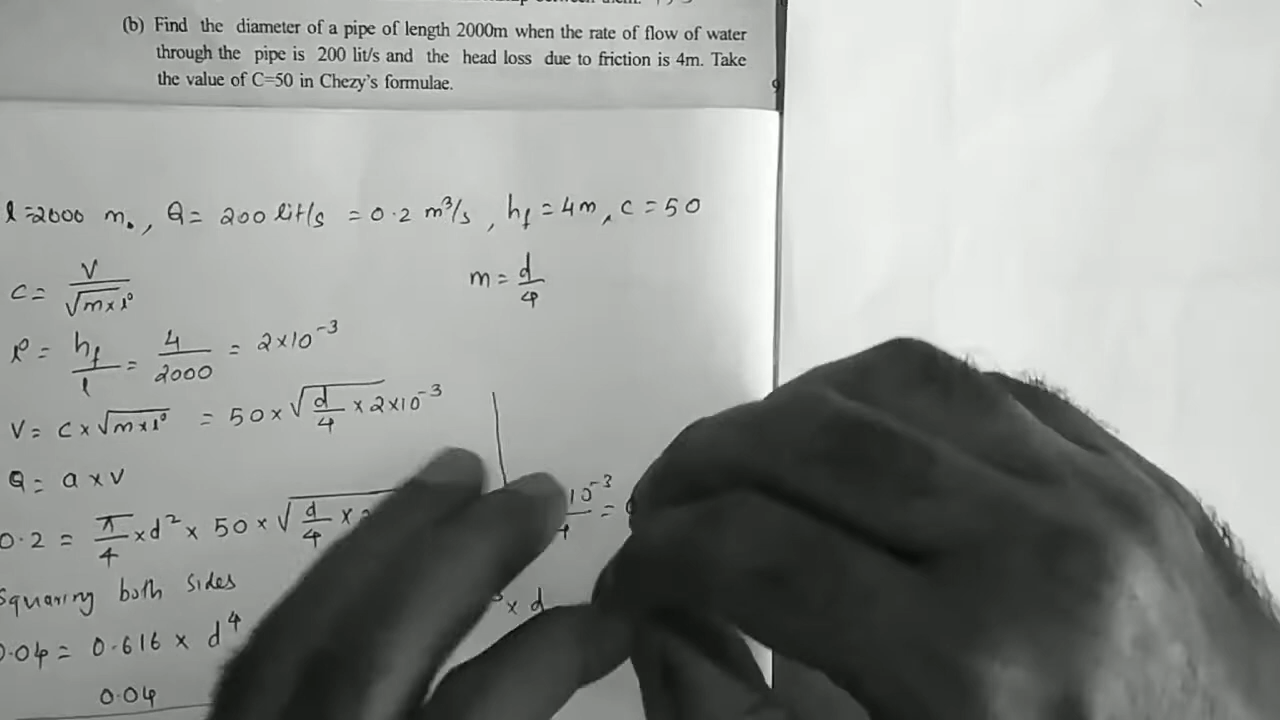 (b) Find the diameter of a pipe of length 2000m when the rate of flow of water
through the pipe is 200 lit/s and the head loss due to friction is 4m. Take
the value of C=50 in Chezy's formulae.
l=2000 m., Q= 200 lit/s = 0.2 m³/s, hf = 4m, c = 50
c = V/√m×i
m = d/4
i = hf/l = 4/2000 = 2×10⁻³
V = c×√m×i = 50×√d/4 × 2×10⁻³
Q = a×v
0.2 = π/4 ×d² × 50 × √d/4 ×
10⁻³/4 =
Squaring both sides
× d
0.04 = 0.616 × d⁴
0.04